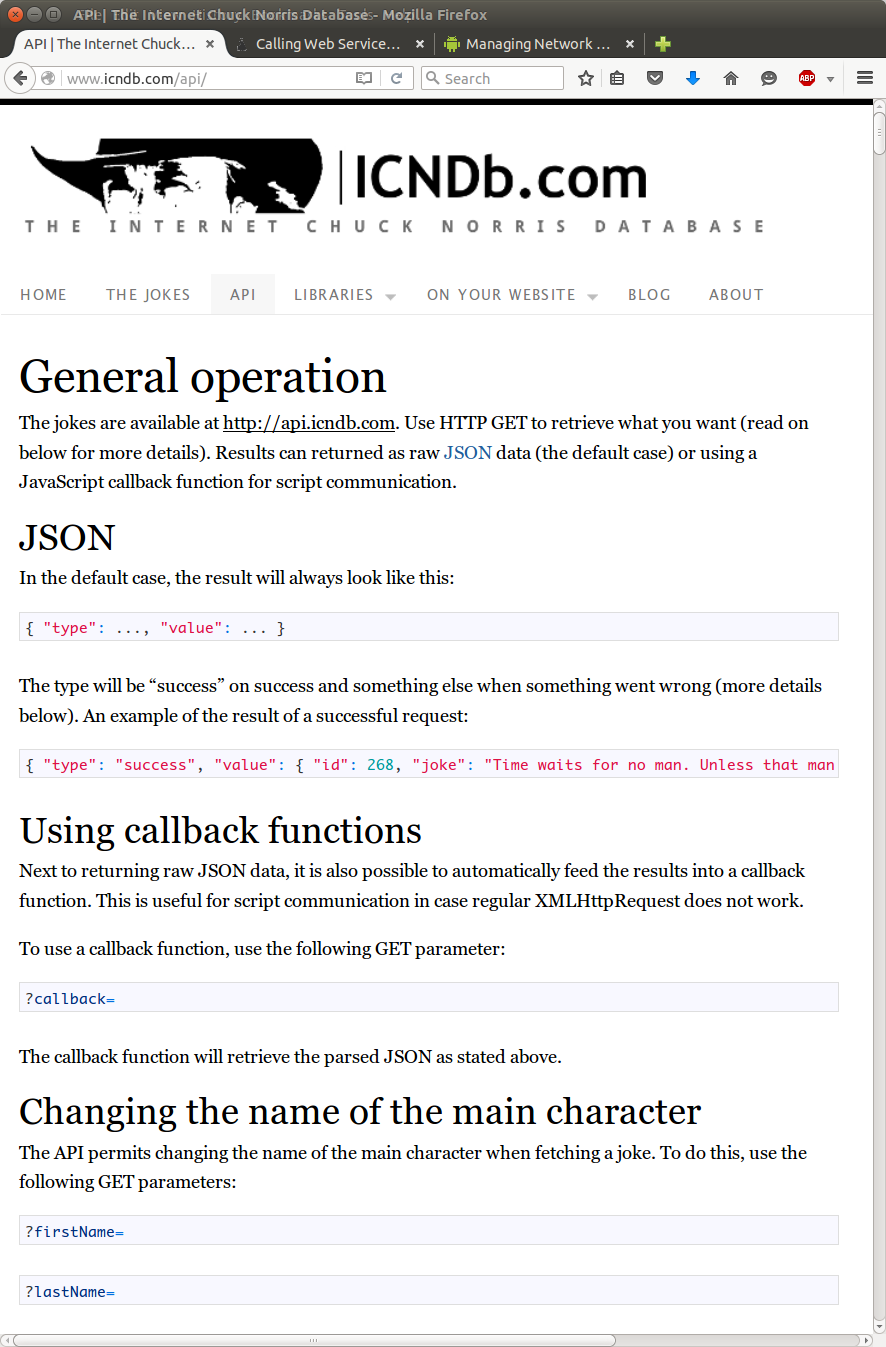 API | The Internet Chuck Norris Database - Mozilla Firefox
API | The Internet Chuck...
Calling Web Service...
Managing Network ...
www.icndb.com/api/
Search
ABP
ICNDb.com
THE INTERNET CHUCK NORRIS DATABASE
HOME
THE JOKES
API
LIBRARIES
ON YOUR WEBSITE
BLOG
ABOUT
General operation
The jokes are available at http://api.icndb.com. Use HTTP GET to retrieve what you want (read on
below for more details). Results can returned as raw JSON data (the default case) or using a
JavaScript callback function for script communication.
JSON
In the default case, the result will always look like this:
{ "type": ..., "value": ... }
The type will be “success” on success and something else when something went wrong (more details
below). An example of the result of a successful request:
{ "type": "success", "value": { "id": 268, "joke": "Time waits for no man. Unless that man
Using callback functions
Next to returning raw JSON data, it is also possible to automatically feed the results into a callback
function. This is useful for script communication in case regular XMLHttpRequest does not work.
To use a callback function, use the following GET parameter:
?callback=
The callback function will retrieve the parsed JSON as stated above.
Changing the name of the main character
The API permits changing the name of the main character when fetching a joke. To do this, use the
following GET parameters:
?firstName=
?lastName=